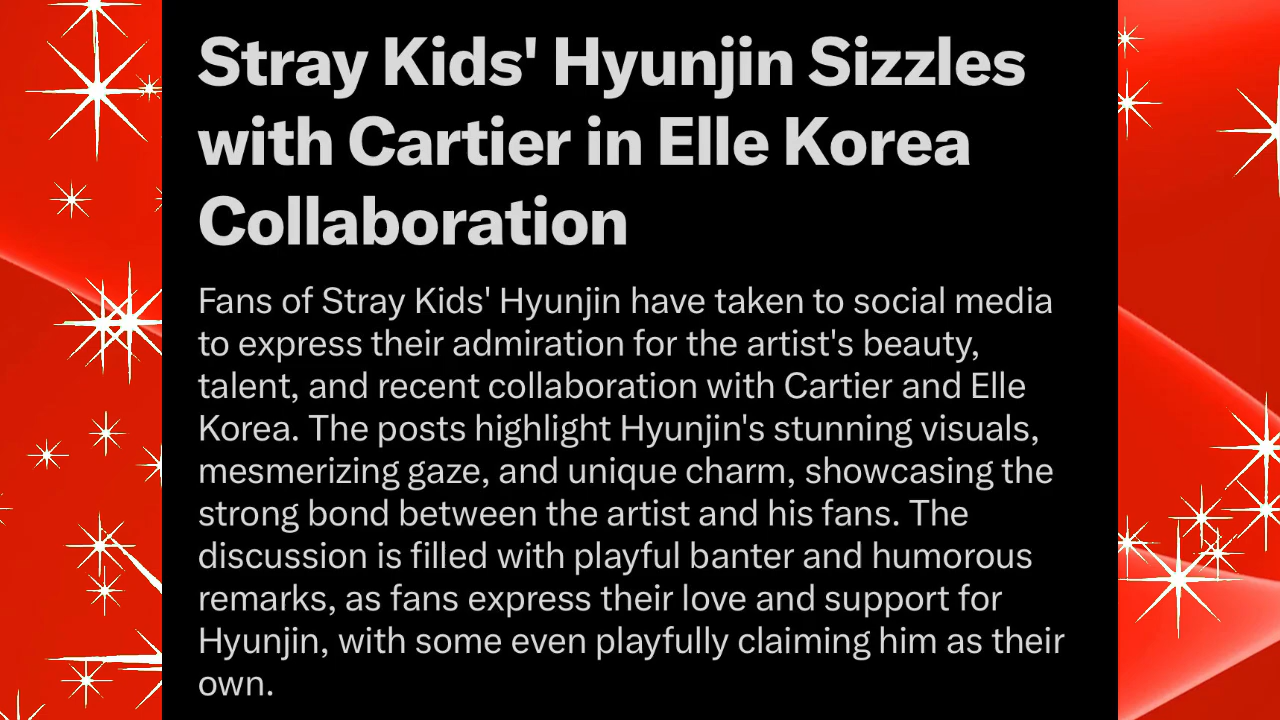 Stray Kids' Hyunjin Sizzles
with Cartier in Elle Korea
Collaboration
Fans of Stray Kids' Hyunjin have taken to social media
to express their admiration for the artist's beauty,
talent, and recent collaboration with Cartier and Elle
Korea. The posts highlight Hyunjin's stunning visuals,
mesmerizing gaze, and unique charm, showcasing the
strong bond between the artist and his fans. The
discussion is filled with playful banter and humorous
remarks, as fans express their love and support for
Hyunjin, with some even playfully claiming him as their
own.